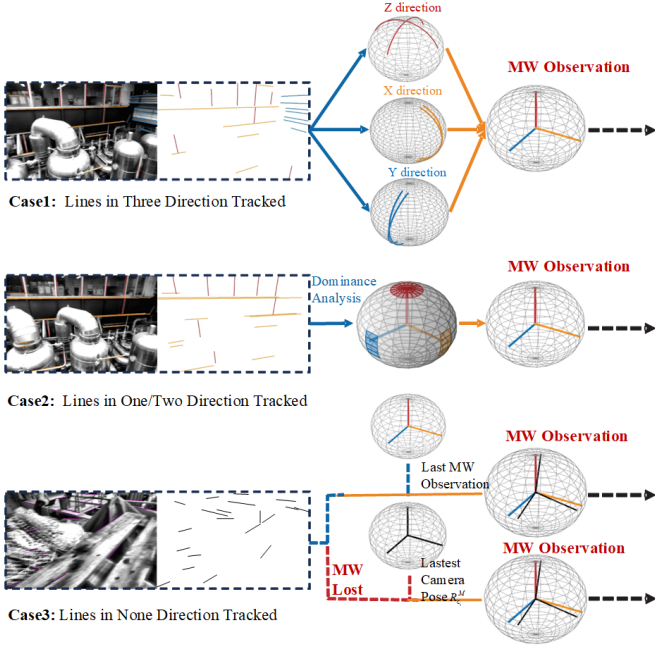 Z direction
MW Observation
X direction
Y direction
Case1: Lines in Three Direction Tracked
MW Observation
Dominance
Analysis
Case2: Lines in One/Two Direction Tracked
MW Observation
Last MW
Observation
MW Observation
MW
Lost
Lastest
Camera
Pose
Case3: Lines in None Direction Tracked